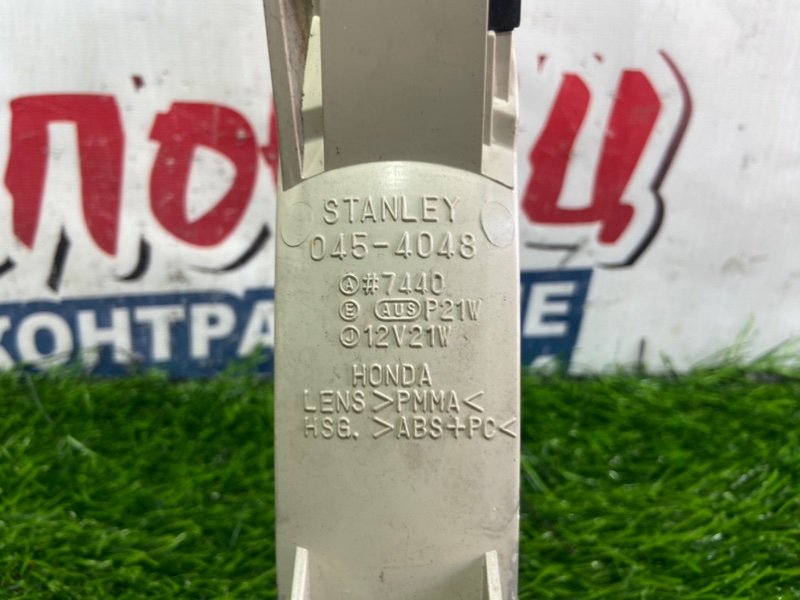 STANLEY
045-4048
Ⓐ #7440
Ⓔ AUS P21W
Ⓙ 12V21W
HONDA
LENS >PMMA<
HSG. >ABS+PC<